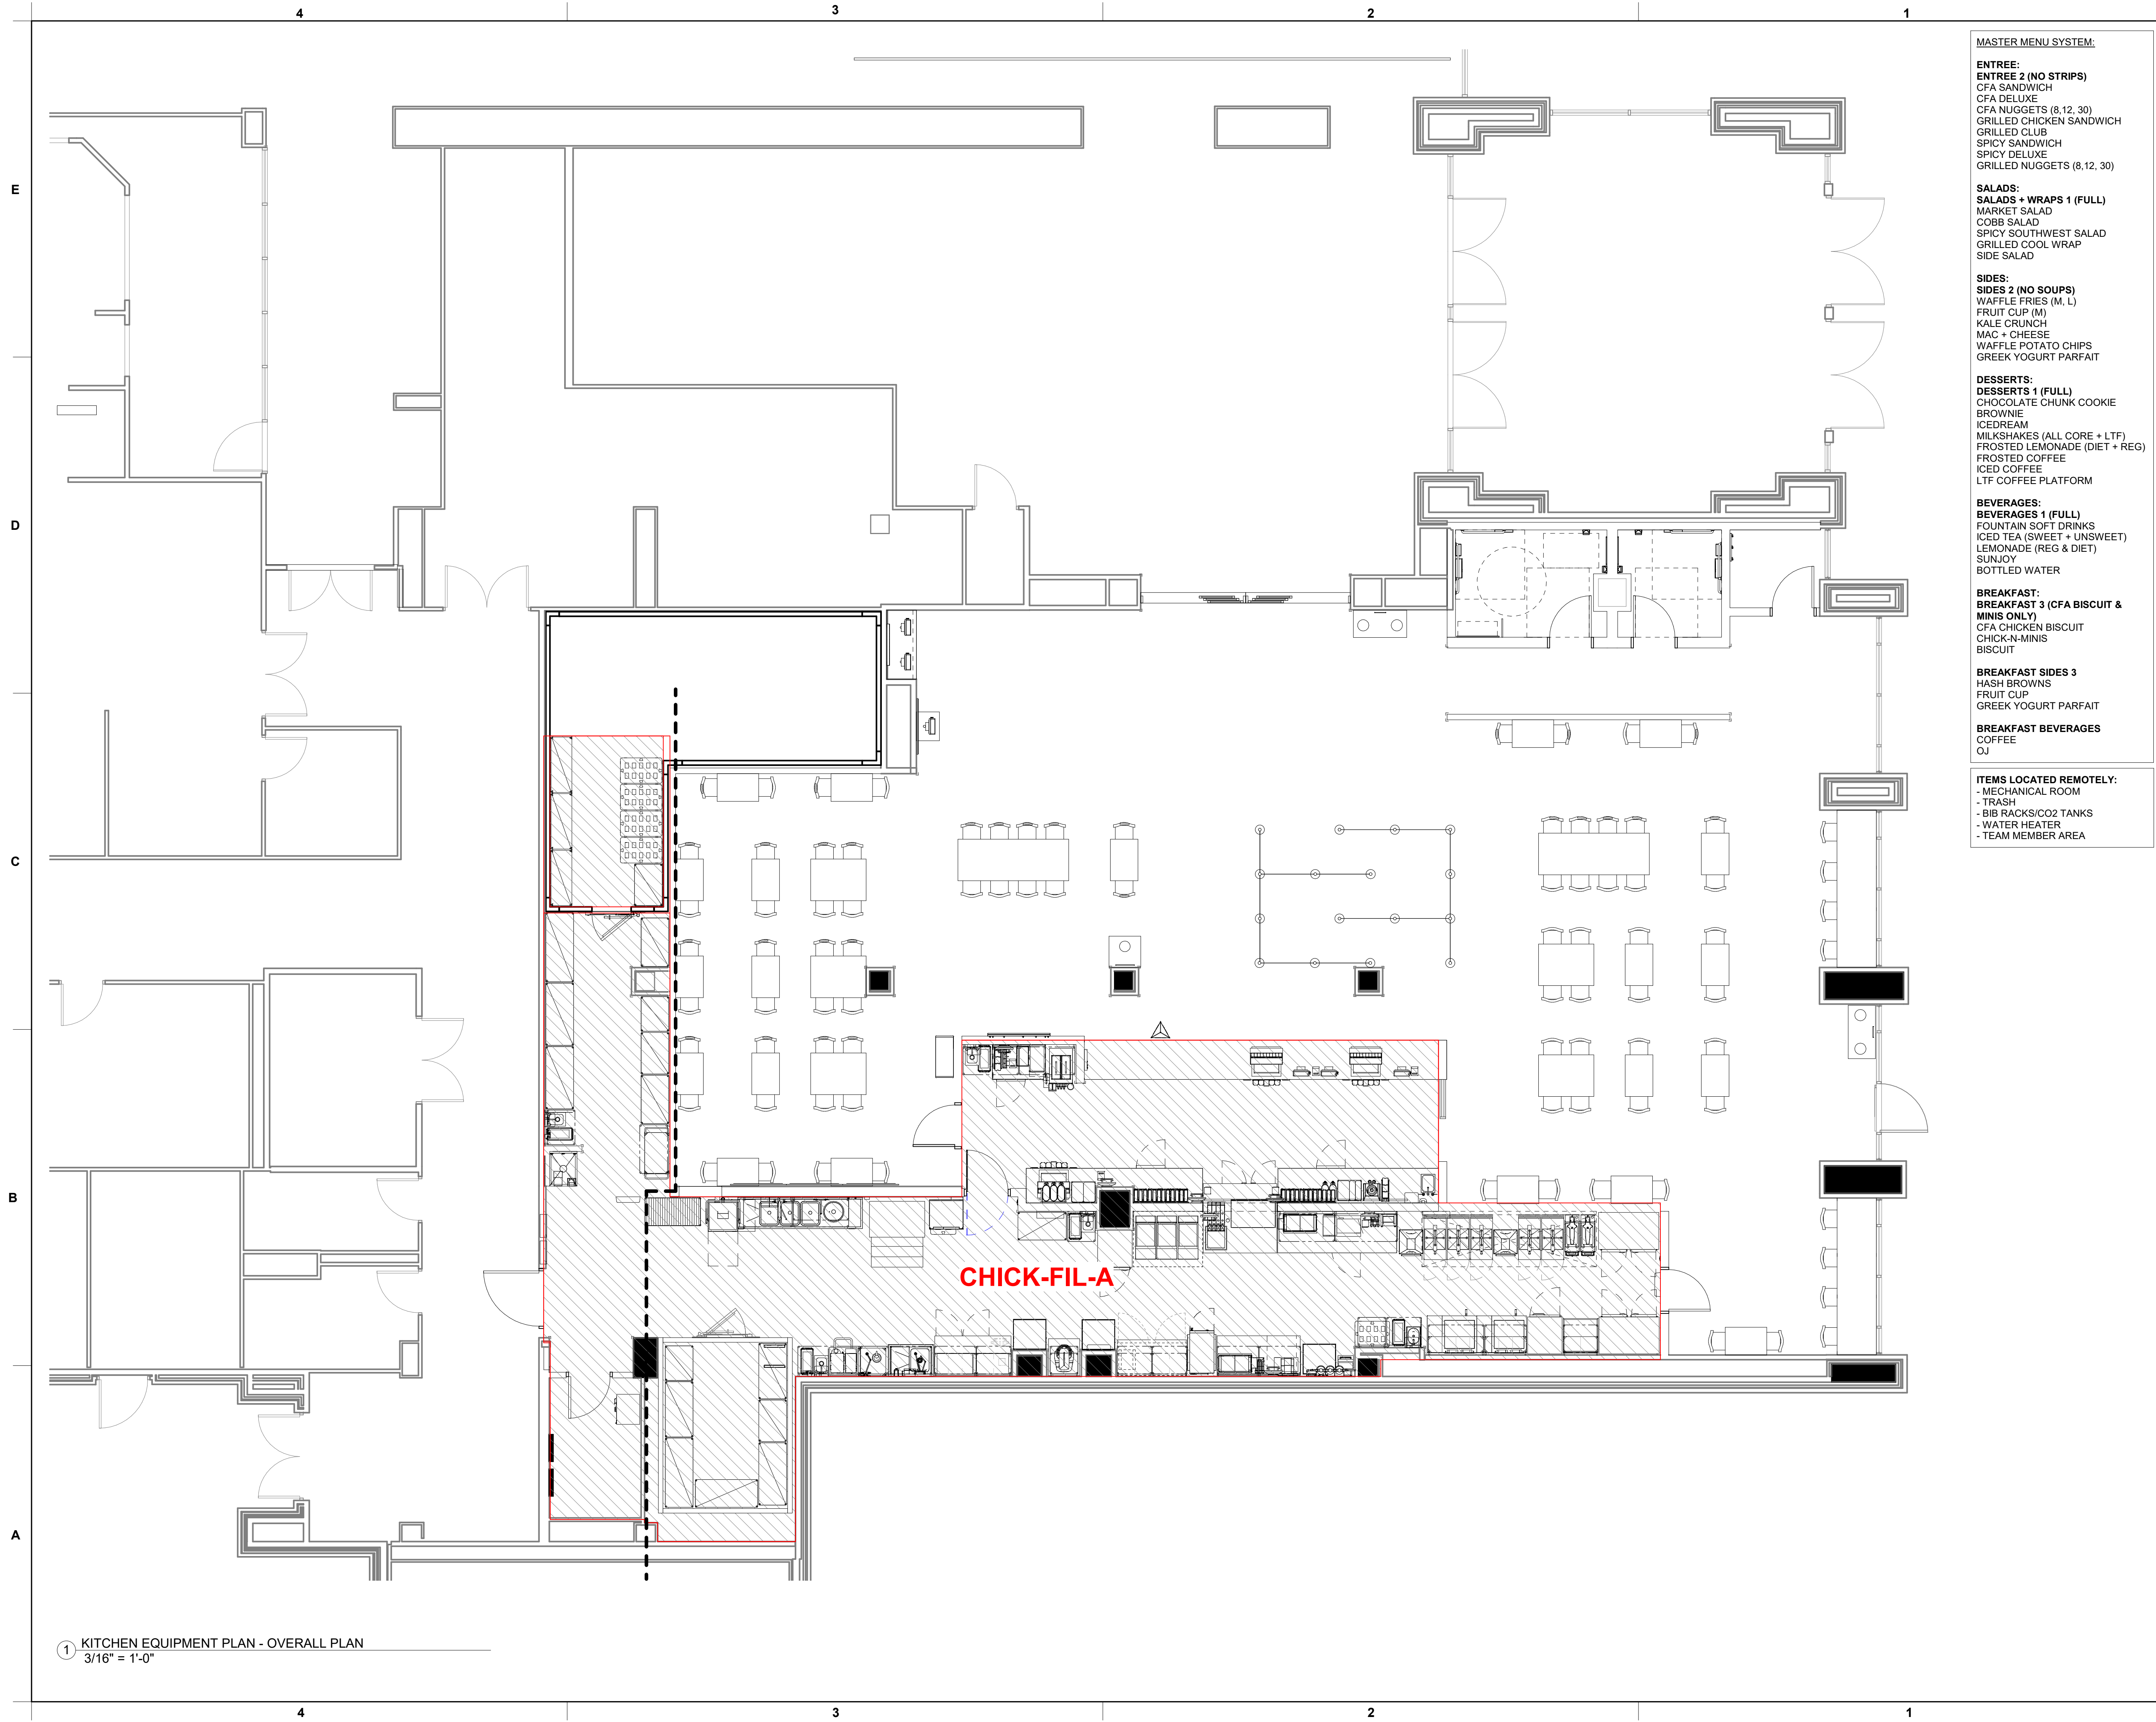 4
3
2
1
E
D
C
B
A
MASTER MENU SYSTEM:
ENTREE:
ENTREE 2 (NO STRIPS)
CFA SANDWICH
CFA DELUXE
CFA NUGGETS (8,12, 30)
GRILLED CHICKEN SANDWICH
GRILLED CLUB
SPICY SANDWICH
SPICY DELUXE
GRILLED NUGGETS (8,12, 30)
SALADS:
SALADS + WRAPS 1 (FULL)
MARKET SALAD
COBB SALAD
SPICY SOUTHWEST SALAD
GRILLED COOL WRAP
SIDE SALAD
SIDES:
SIDES 2 (NO SOUPS)
WAFFLE FRIES (M, L)
FRUIT CUP (M)
KALE CRUNCH
MAC + CHEESE
WAFFLE POTATO CHIPS
GREEK YOGURT PARFAIT
DESSERTS:
DESSERTS 1 (FULL)
CHOCOLATE CHUNK COOKIE
BROWNIE
ICEDREAM
MILKSHAKES (ALL CORE + LTF)
FROSTED LEMONADE (DIET + REG)
FROSTED COFFEE
ICED COFFEE
LTF COFFEE PLATFORM
BEVERAGES:
BEVERAGES 1 (FULL)
FOUNTAIN SOFT DRINKS
ICED TEA (SWEET + UNSWEET)
LEMONADE (REG & DIET)
SUNJOY
BOTTLED WATER
BREAKFAST:
BREAKFAST 3 (CFA BISCUIT &
MINIS ONLY)
CFA CHICKEN BISCUIT
CHICK-N-MINIS
BISCUIT
BREAKFAST SIDES 3
HASH BROWNS
FRUIT CUP
GREEK YOGURT PARFAIT
BREAKFAST BEVERAGES
COFFEE
OJ
ITEMS LOCATED REMOTELY:
- MECHANICAL ROOM
- TRASH
- BIB RACKS/CO2 TANKS
- WATER HEATER
- TEAM MEMBER AREA
CHICK-FIL-A
1 KITCHEN EQUIPMENT PLAN - OVERALL PLAN
3/16" = 1'-0"
4
3
2
1